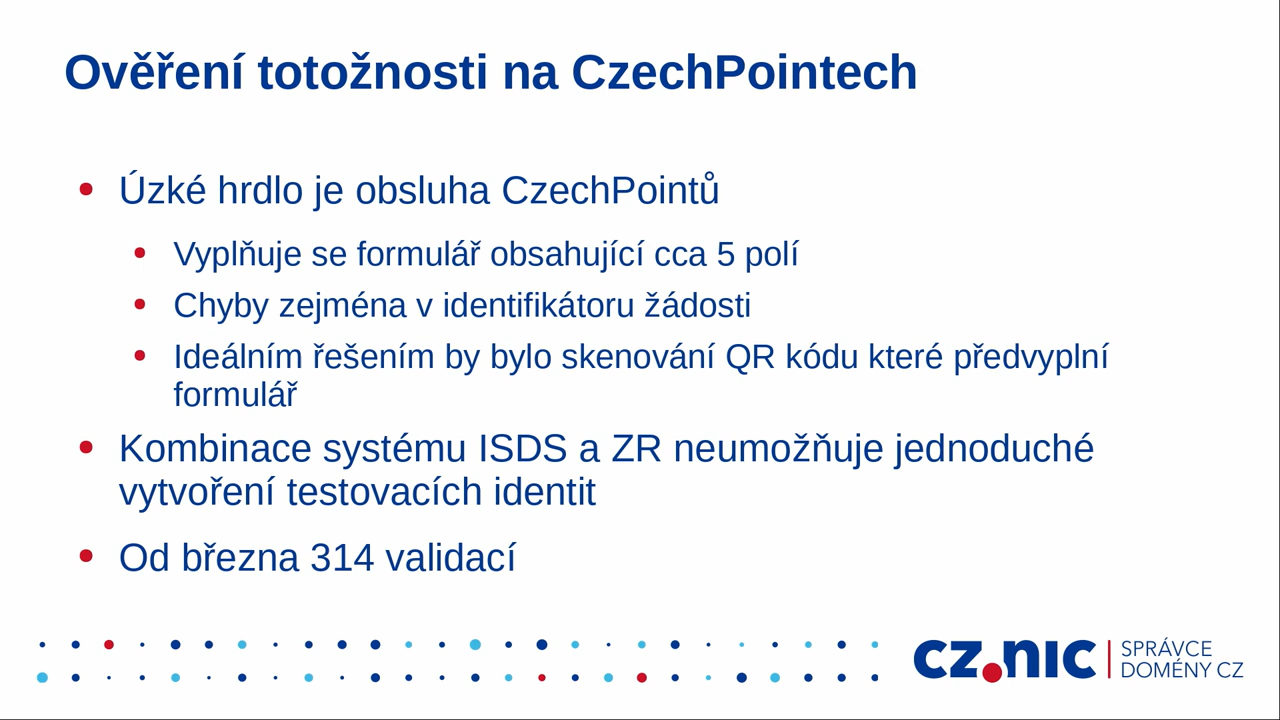 Ověření totožnosti na CzechPointech
Úzké hrdlo je obsluha CzechPointů
Vyplňuje se formulář obsahující cca 5 polí
Chyby zejména v identifikátoru žádosti
Ideálním řešením by bylo skenování QR kódu které předvyplní
formulář
Kombinace systému ISDS a ZR neumožňuje jednoduché
vytvoření testovacích identit
Od března 314 validací
CZ.NIC
SPRÁVCE
DOMÉNY CZ